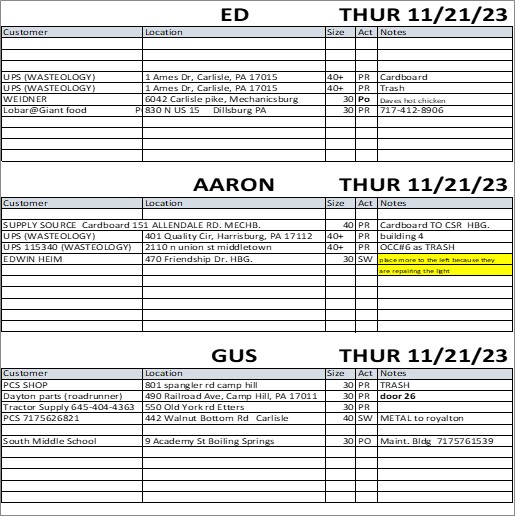 ED THUR 11/21/23
Customer Location Size Act Notes
UPS (WASTEOLOGY) 1 Ames Dr, Carlisle, PA 17015 40+ PR Cardboard
UPS (WASTEOLOGY) 1 Ames Dr, Carlisle, PA 17015 40+ PR Trash
WEIDNER 6042 Carlisle pike, Mechanicsburg 30 Po Daves hot chicken
Lobar@Giant food P 830 N US 15 Dillsburg PA 30 PR 717-412-8906
AARON THUR 11/21/23
Customer Location Size Act Notes
SUPPLY SOURCE Cardboard 151 ALLENDALE RD. MECHB. 40 PR Cardboard TO CSR HBG.
UPS (WASTEOLOGY) 401 Quality Cir, Harrisburg, PA 17112 40+ PR building 4
UPS 115340 (WASTEOLOGY) 2110 n union st middletown 40+ PR OCC#6 as TRASH
EDWIN HEIM 470 Friendship Dr. HBG. 30 SW place more to the left because they
are repairing the light
GUS THUR 11/21/23
Customer Location Size Act Notes
PCS SHOP 801 spangler rd camp hill 30 PR TRASH
Dayton parts (roadrunner) 490 Railroad Ave, Camp Hill, PA 17011 30 PR door 26
Tractor Supply 645-404-4363 550 Old York rd Etters 30 PR
PCS 7175626821 442 Walnut Bottom Rd Carlisle 40 SW METAL to royalton
South Middle School 9 Academy St Boiling Springs 30 PO Maint. Bldg 7175761539